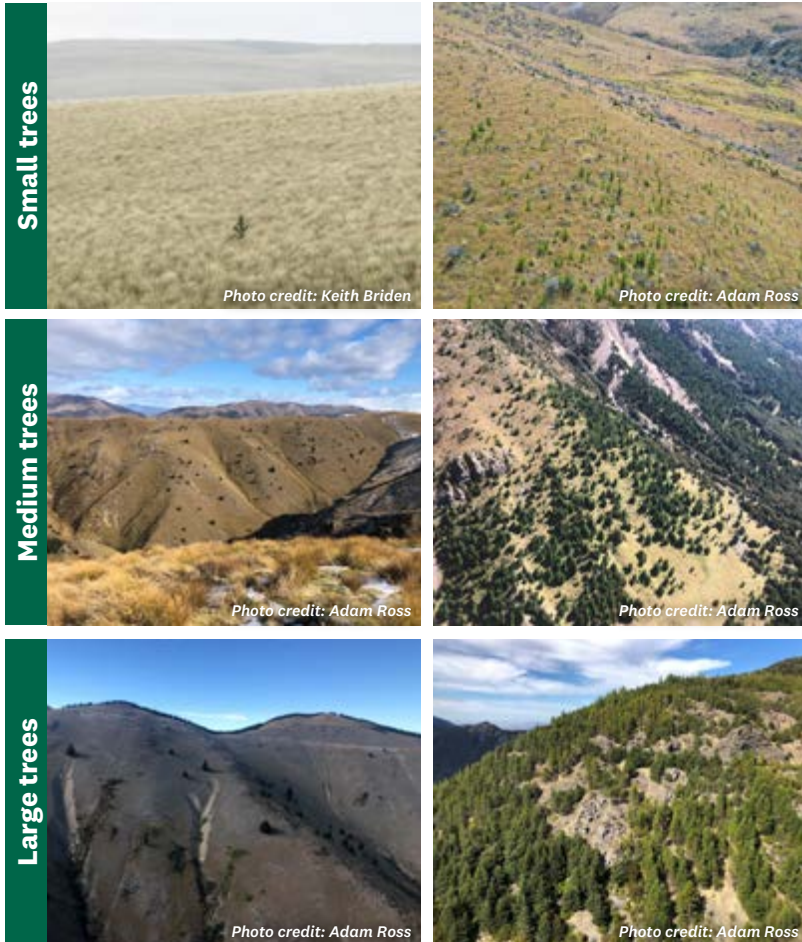 Small trees
Photo credit: Keith Briden
Photo credit: Adam Ross
Medium trees
Photo credit: Adam Ross
Photo credit: Adam Ross
Large trees
Photo credit: Adam Ross
Photo credit: Adam Ross